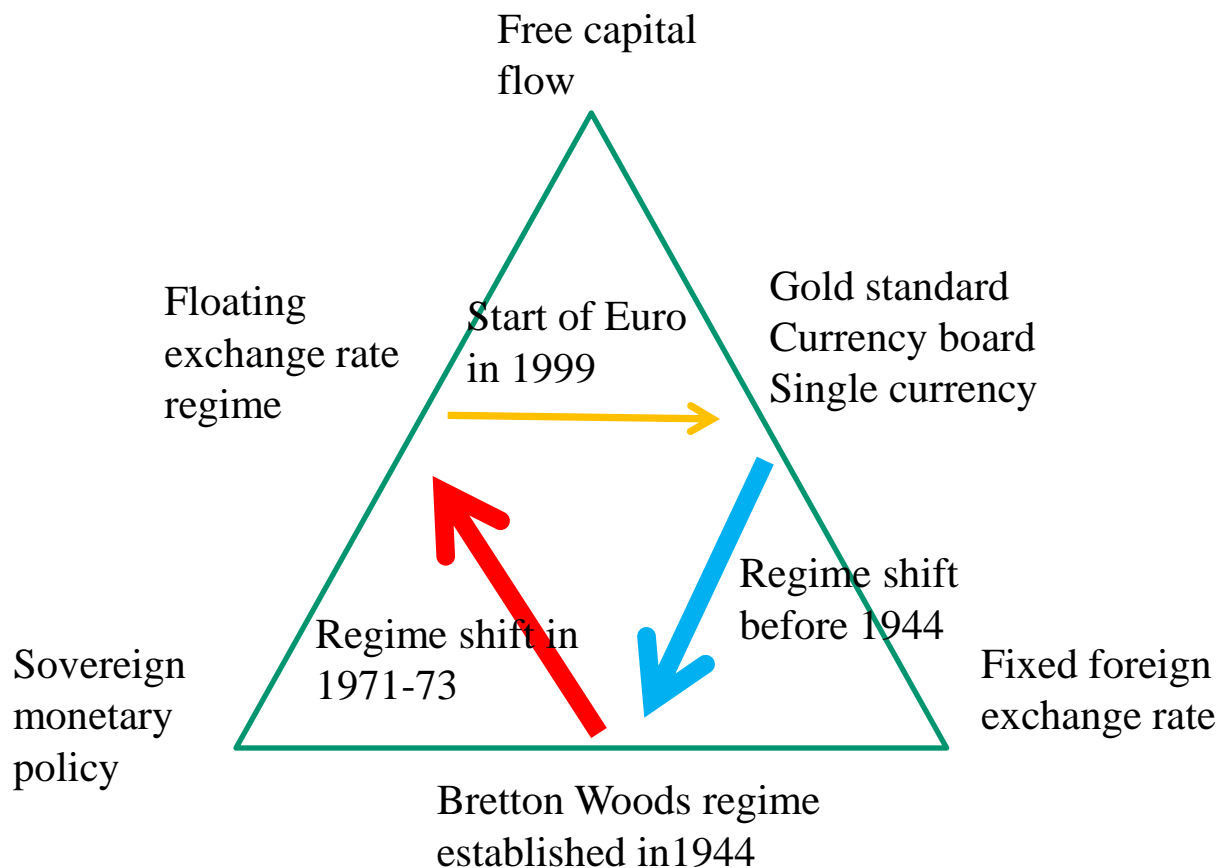 Free capital
flow
Floating
exchange rate
regime
Start of Euro
in 1999
Gold standard
Currency board
Single currency
Regime shift in
1971-73
Regime shift
before 1944
Sovereign
monetary
policy
Fixed foreign
exchange rate
Bretton Woods regime
established in1944